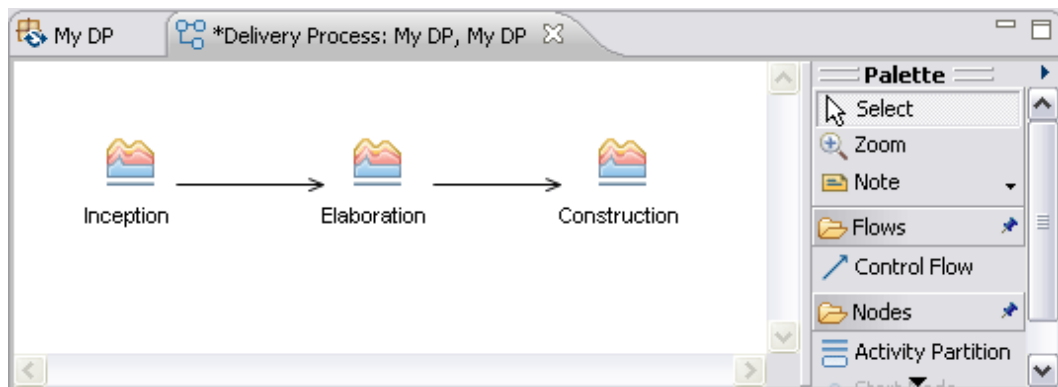 My DP
*Delivery Process: My DP, My DP
Inception
Elaboration
Construction
Palette
Select
Zoom
Note
Flows
Control Flow
Nodes
Activity Partition